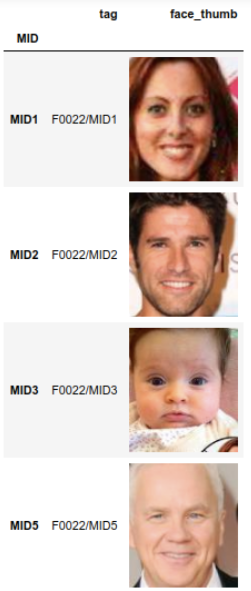 tag face_thumb
MID
MID1 F0022/MID1
MID2 F0022/MID2
MID3 F0022/MID3
MID5 F0022/MID5